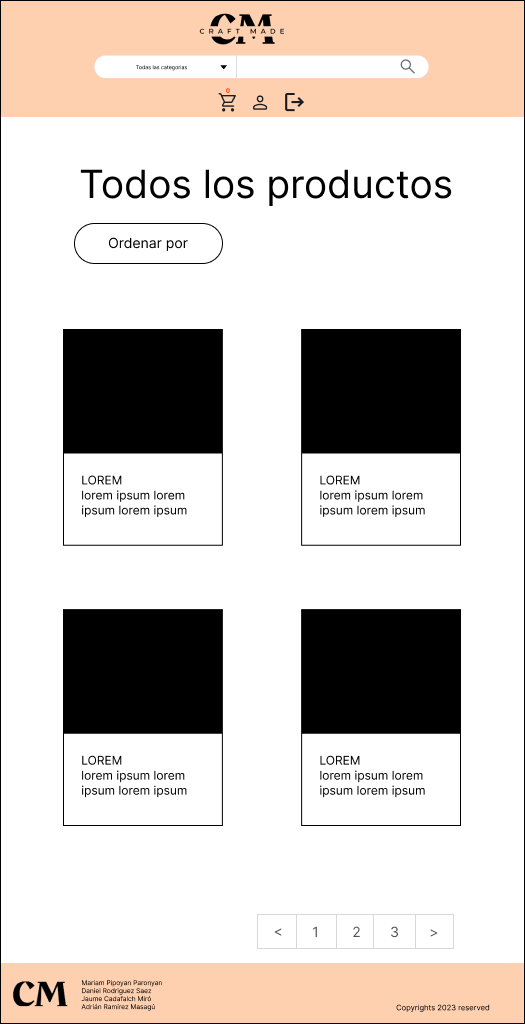 CM
CRAFT MADE
Todas las categorias
0
Todos los productos
Ordenar por
LOREM
lorem ipsum lorem
ipsum lorem ipsum
LOREM
lorem ipsum lorem
ipsum lorem ipsum
LOREM
lorem ipsum lorem
ipsum lorem ipsum
LOREM
lorem ipsum lorem
ipsum lorem ipsum
< 1 2 3 >
CM
Mariam Pipoyan Paronyan
Daniel Rodriguez Saez
Jaume Cadafalch Miró
Adrián Ramírez Masagú
Copyrights 2023 reserved